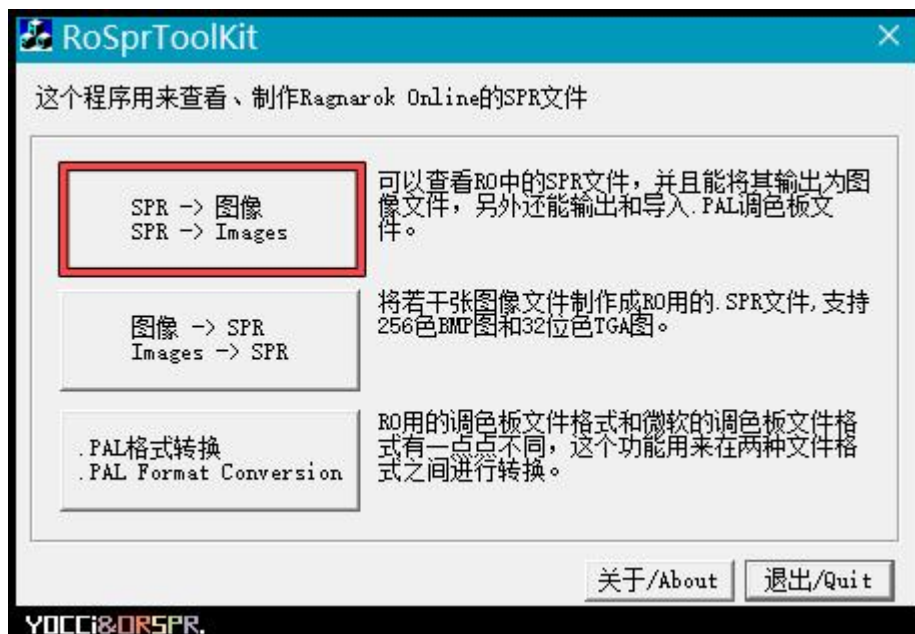 RoSprToolKit
这个程序用来查看、制作Ragnarok Online的SPR文件
SPR -> 图像
SPR -> Images
可以查看RO中的SPR文件，并且能将其输出为图
像文件，另外还能输出和导入.PAL调色板文
件。
图像 -> SPR
Images -> SPR
将若干张图像文件制作成RO用的.SPR文件,支持
256色BMP图和32位色TGA图。
.PAL格式转换
.PAL Format Conversion
RO用的调色板文件格式和微软的调色板文件格
式有一点点不同，这个功能用来在两种文件格
式之间进行转换。
关于/About
退出/Quit
YOCCi&ORSPR.